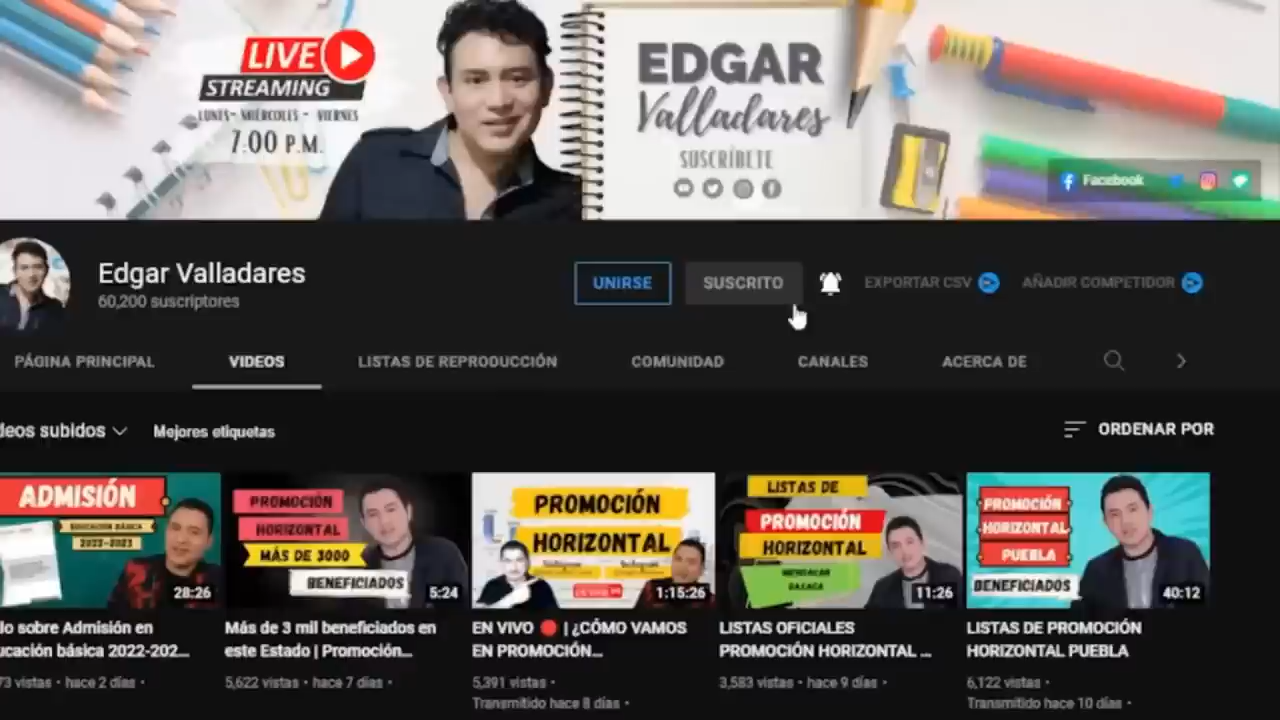 LIVE
STREAMING
LUNES- MIÉRCOLES - VIERNES
7:00 P.M.
EDGAR
Valladares
SUSCRÍBETE
Facebook
Edgar Valladares
60,200 suscriptores
UNIRSE
SUSCRITO
EXPORTAR CSV
AÑADIR COMPETIDOR
PÁGINA PRINCIPAL
VIDEOS
LISTAS DE REPRODUCCIÓN
COMUNIDAD
CANALES
ACERCA DE
deos subidos
Mejores etiquetas
ORDENAR POR
ADMISIÓN
EDUCACIÓN BÁSICA
2022-2023
28:26
PROMOCIÓN
HORIZONTAL
MÁS DE 3000
BENEFICIADOS
5:24
PROMOCIÓN
HORIZONTAL
1:15:26
LISTAS DE
PROMOCIÓN
HORIZONTAL
OAXACA
11:26
PROMOCIÓN
HORIZONTAL
PUEBLA
BENEFICIADOS
40:12
lo sobre Admisión en
ucación básica 2022-202...
73 vistas • hace 2 días •
Más de 3 mil beneficiados en
este Estado | Promoción...
5,622 vistas • hace 7 días •
EN VIVO 🔴 | ¿CÓMO VAMOS
EN PROMOCIÓN...
5,391 vistas •
Transmitido hace 8 días •
LISTAS OFICIALES
PROMOCIÓN HORIZONTAL ...
3,583 vistas • hace 9 días •
LISTAS DE PROMOCIÓN
HORIZONTAL PUEBLA
6,122 vistas •
Transmitido hace 10 días •